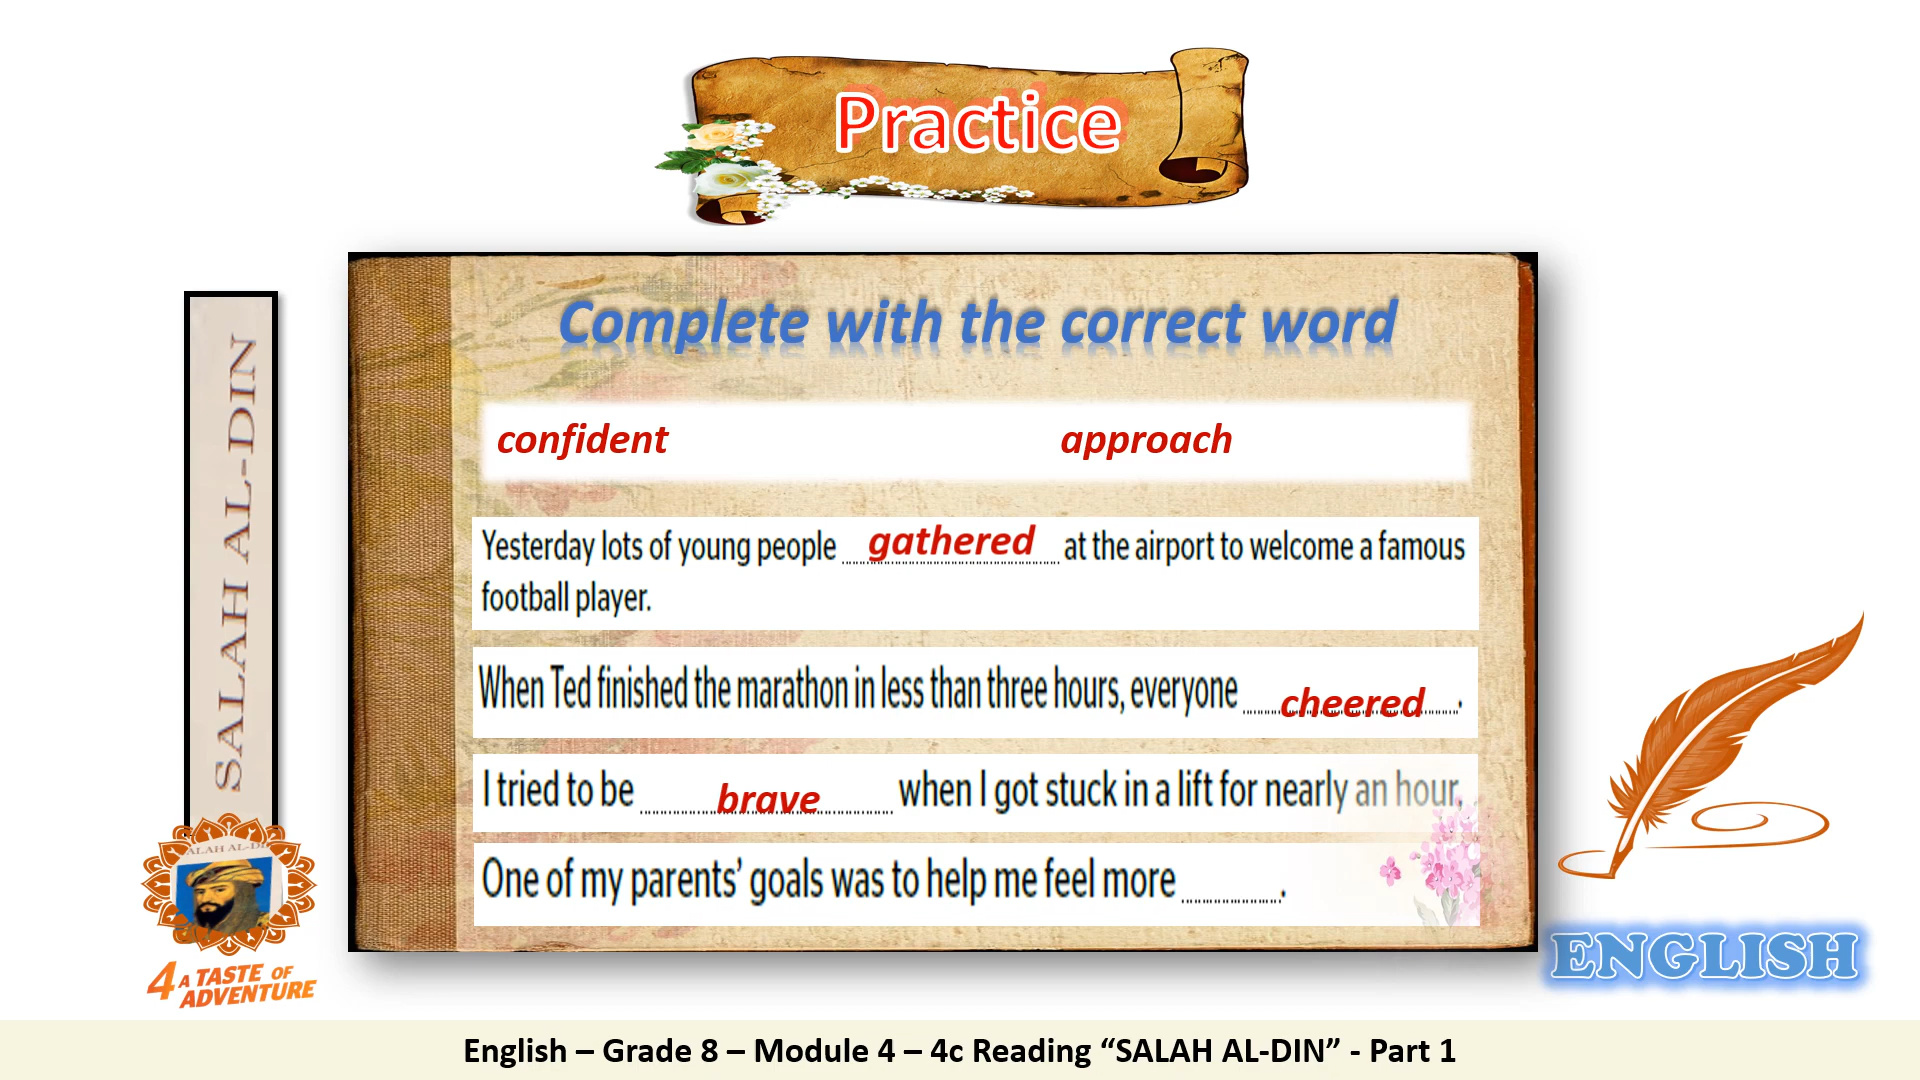 Practice
Complete with the correct word
confident approach
Yesterday lots of young people gathered at the airport to welcome a famous
football player.
When Ted finished the marathon in less than three hours, everyone cheered.
I tried to be brave when I got stuck in a lift for nearly an hour.
One of my parents’ goals was to help me feel more ............
SALAH AL-DIN
4 A TASTE OF
ADVENTURE
ENGLISH
English – Grade 8 – Module 4 – 4c Reading “SALAH AL-DIN” - Part 1